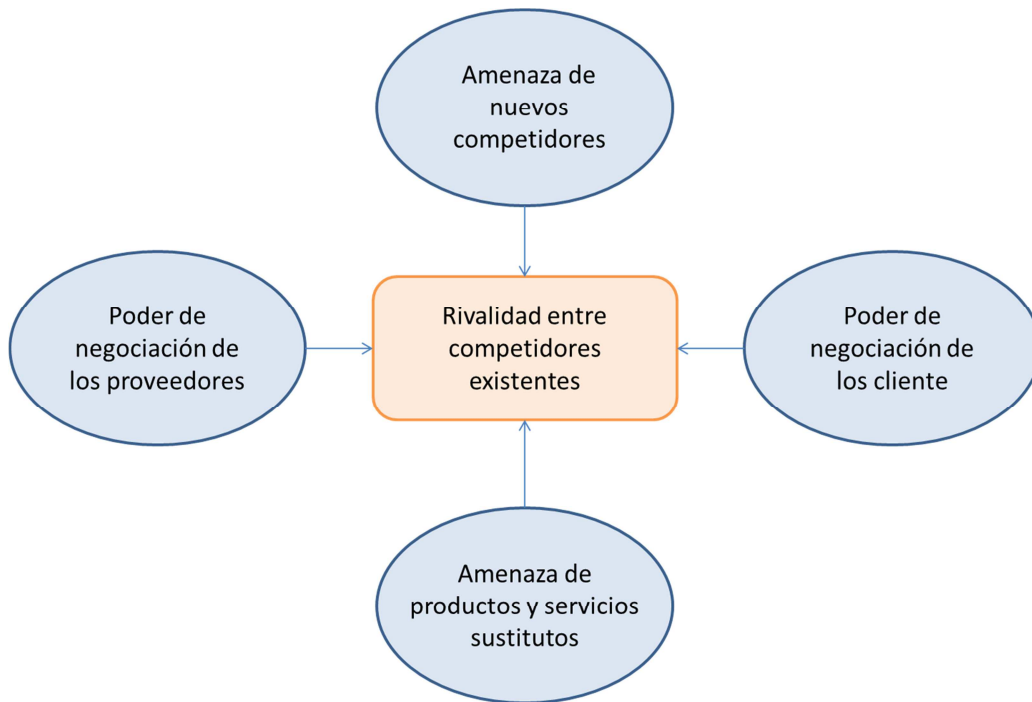 Amenaza de
nuevos
competidores
Poder de
negociación de
los proveedores
Rivalidad entre
competidores
existentes
Poder de
negociación de
los cliente
Amenaza de
productos y servicios
sustitutos